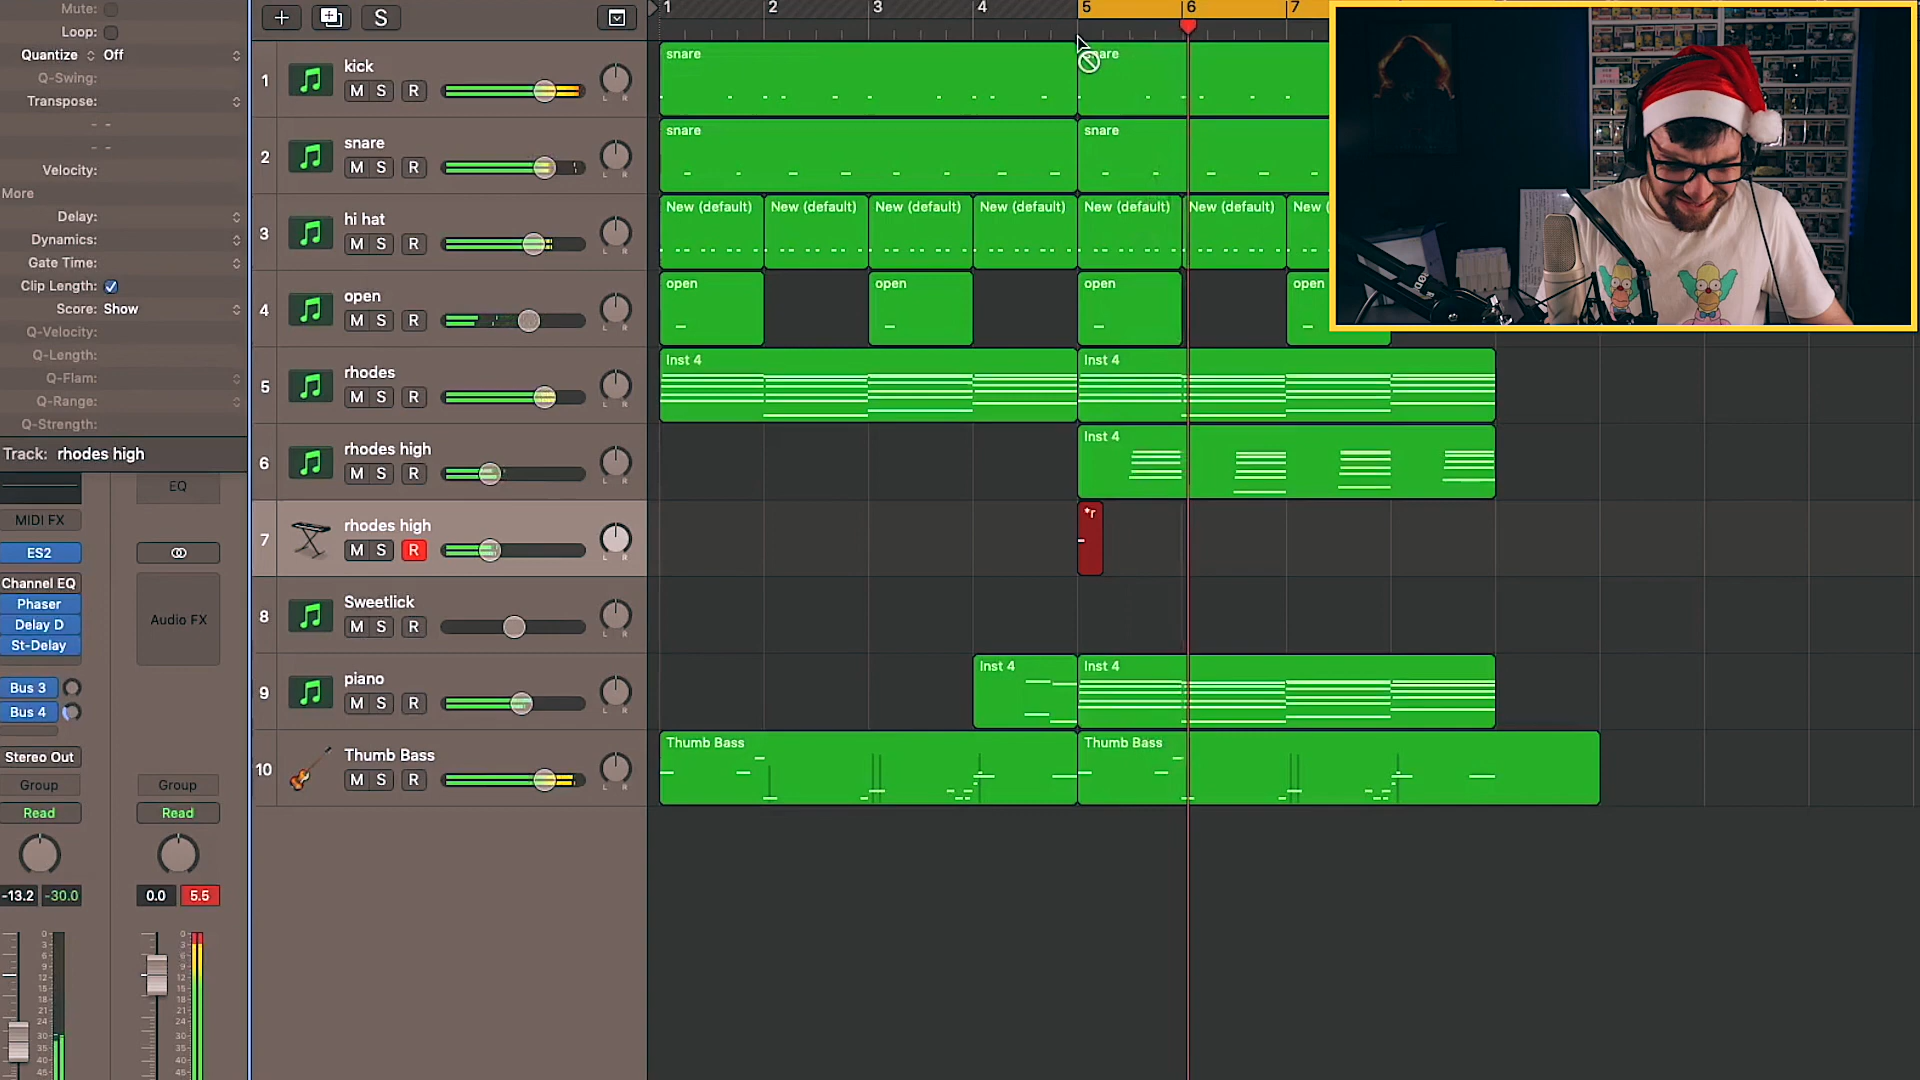 Mute:
Loop:
Quantize Off
Q-Swing:
Transpose:
Velocity:
More
Delay:
Dynamics:
Gate Time:
Clip Length:
Score: Show
Q-Velocity:
Q-Length:
Q-Flam:
Q-Range:
Q-Strength:
Track: rhodes high
EQ
MIDI FX
ES2
Channel EQ
Phaser
Delay D
St-Delay
Audio FX
Bus 3
Bus 4
Stereo Out
Group Group
Read Read
-13.2 -30.0 0.0 5.5
S
1 2 3 4 5 6 7
1 kick M S R
L R
snare snare
2 snare M S R
L R
snare snare
3 hi hat M S R
L R
New (default) New (default) New (default) New (default) New (default) New (default) New (
4 open M S R
L R
open open open open
5 rhodes M S R
L R
Inst 4 Inst 4
6 rhodes high M S R
L R
Inst 4
7 rhodes high M S R
L R
*r
8 Sweetlick M S R
L R
9 piano M S R
L R
Inst 4 Inst 4
10 Thumb Bass M S R
L R
Thumb Bass Thumb Bass